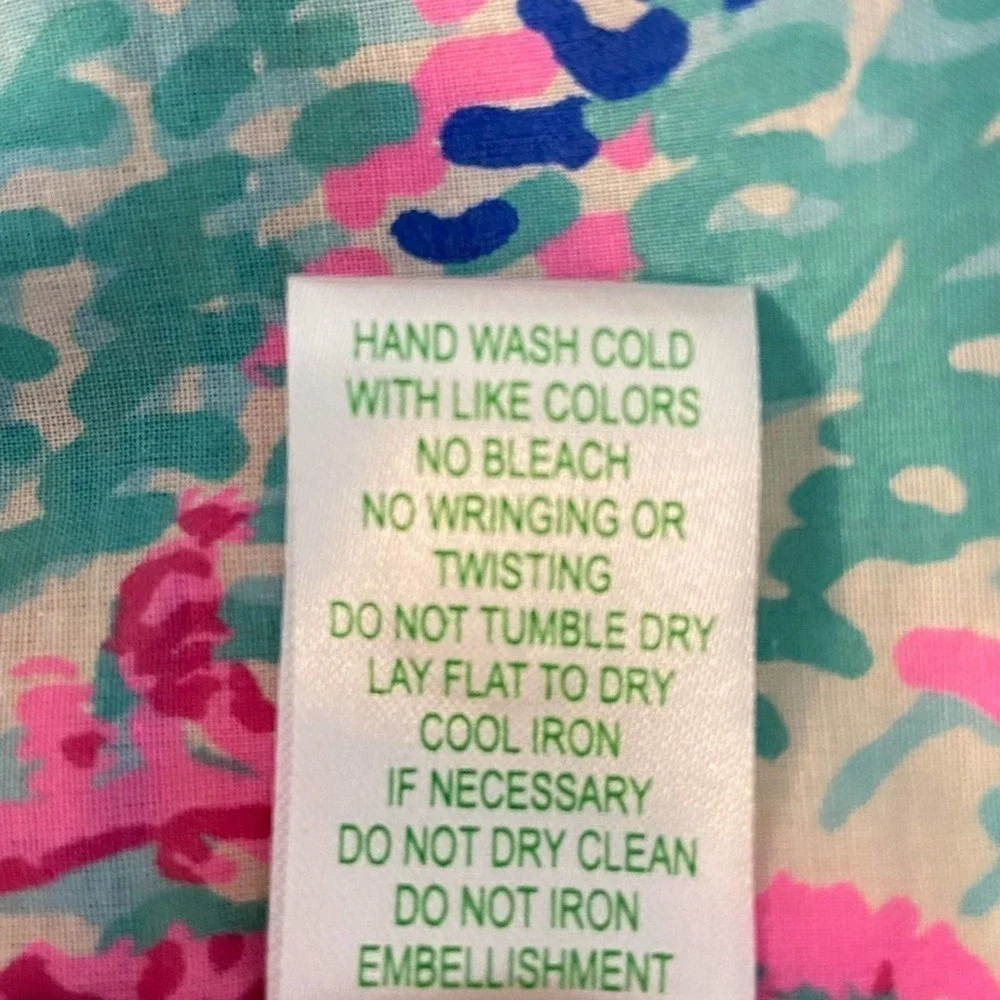 HAND WASH COLD
WITH LIKE COLORS
NO BLEACH
NO WRINGING OR
TWISTING
DO NOT TUMBLE DRY
LAY FLAT TO DRY
COOL IRON
IF NECESSARY
DO NOT DRY CLEAN
DO NOT IRON
EMBELLISHMENT